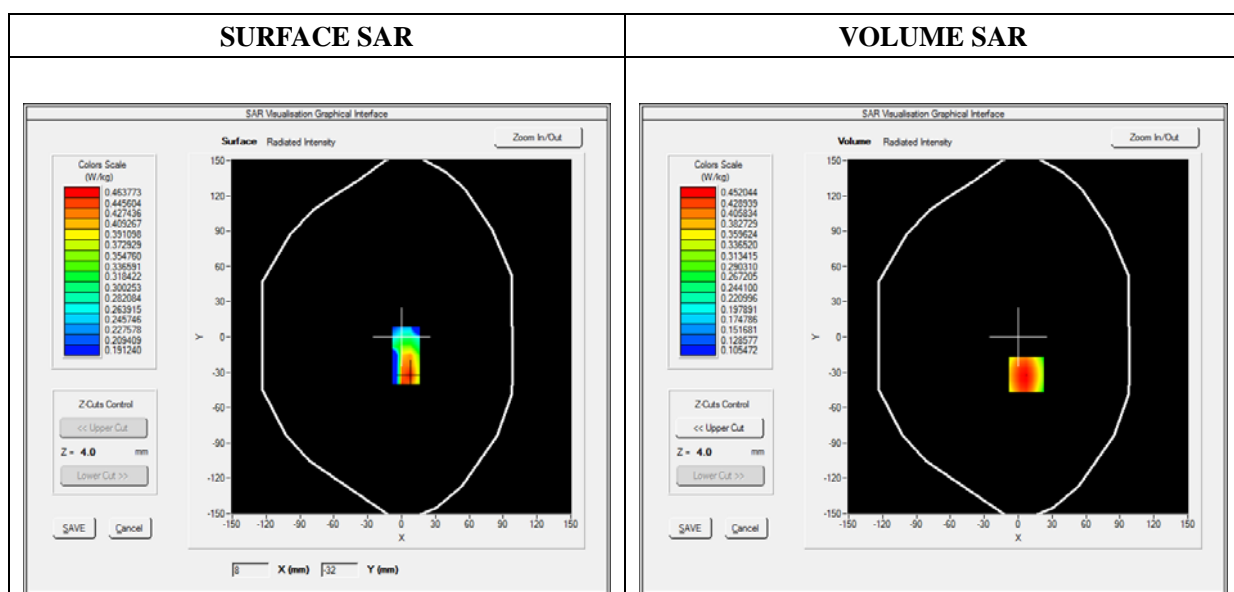 SURFACE SAR
VOLUME SAR
SAR Visualisation Graphical Interface
Surface Radiated Intensity
Zoom In/Out
Colors Scale
(W/kg)
0.463773
0.445604
0.427436
0.409267
0.391098
0.372929
0.354760
0.336591
0.318422
0.300253
0.282084
0.263915
0.245746
0.227578
0.209409
0.191240
Z-Cuts Control
<< Upper Cut
Z = 4.0 mm
Lower Cut >>
SAVE Cancel
150
120
90
60
30
0
-30
-60
-90
-120
-150
Y
-150 -120 -90 -60 -30 0 30 60 90 120 150
X
8 X (mm) -32 Y (mm)
SAR Visualisation Graphical Interface
Volume Radiated Intensity
Zoom In/Out
Colors Scale
(W/kg)
0.452044
0.428939
0.405834
0.382729
0.359624
0.336520
0.313415
0.290310
0.267205
0.244100
0.220996
0.197891
0.174786
0.151681
0.128577
0.105472
Z-Cuts Control
<< Upper Cut
Z = 4.0 mm
Lower Cut >>
SAVE Cancel
150
120
90
60
30
0
-30
-60
-90
-120
-150
Y
-150 -120 -90 -60 -30 0 30 60 90 120 150
X